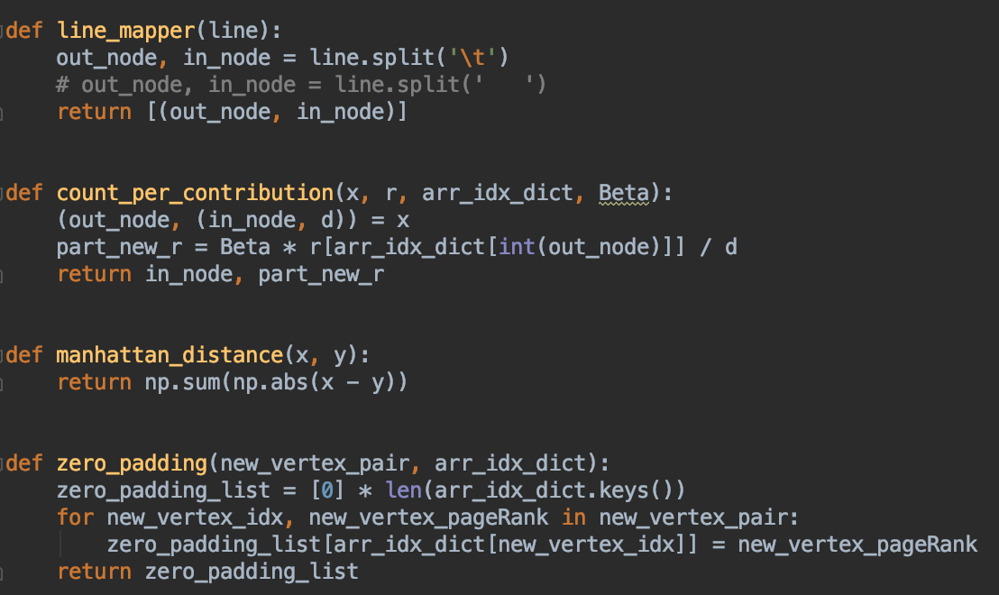 def line_mapper(line):
    out_node, in_node = line.split('\t')
    # out_node, in_node = line.split('   ')
    return [(out_node, in_node)]
def count_per_contribution(x, r, arr_idx_dict, Beta):
    (out_node, (in_node, d)) = x
    part_new_r = Beta * r[arr_idx_dict[int(out_node)]] / d
    return in_node, part_new_r
def manhattan_distance(x, y):
    return np.sum(np.abs(x - y))
def zero_padding(new_vertex_pair, arr_idx_dict):
    zero_padding_list = [0] * len(arr_idx_dict.keys())
    for new_vertex_idx, new_vertex_pageRank in new_vertex_pair:
        zero_padding_list[arr_idx_dict[new_vertex_idx]] = new_vertex_pageRank
    return zero_padding_list